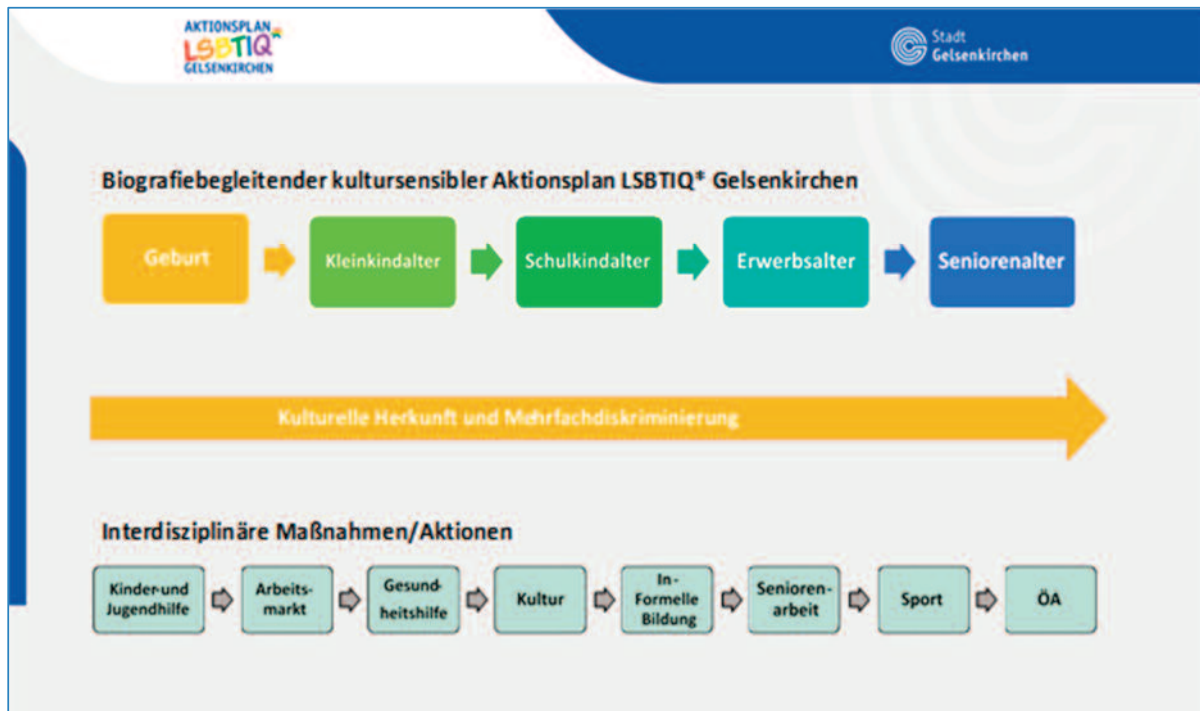 AKTIONSPLAN
LSBTIQ*
GELSENKIRCHEN
Stadt
Gelsenkirchen
Biografiebegleitender kultursensibler Aktionsplan LSBTIQ* Gelsenkirchen
Geburt
Kleinkindalter
Schulkindalter
Erwerbsalter
Seniorenalter
Kulturelle Herkunft und Mehrfachdiskriminierung
Interdisziplinäre Maßnahmen/Aktionen
Kinder-und
Jugendhilfe
Arbeits-
markt
Gesund-
heitshilfe
Kultur
In-
Formelle
Bildung
Senioren-
arbeit
Sport
ÖA